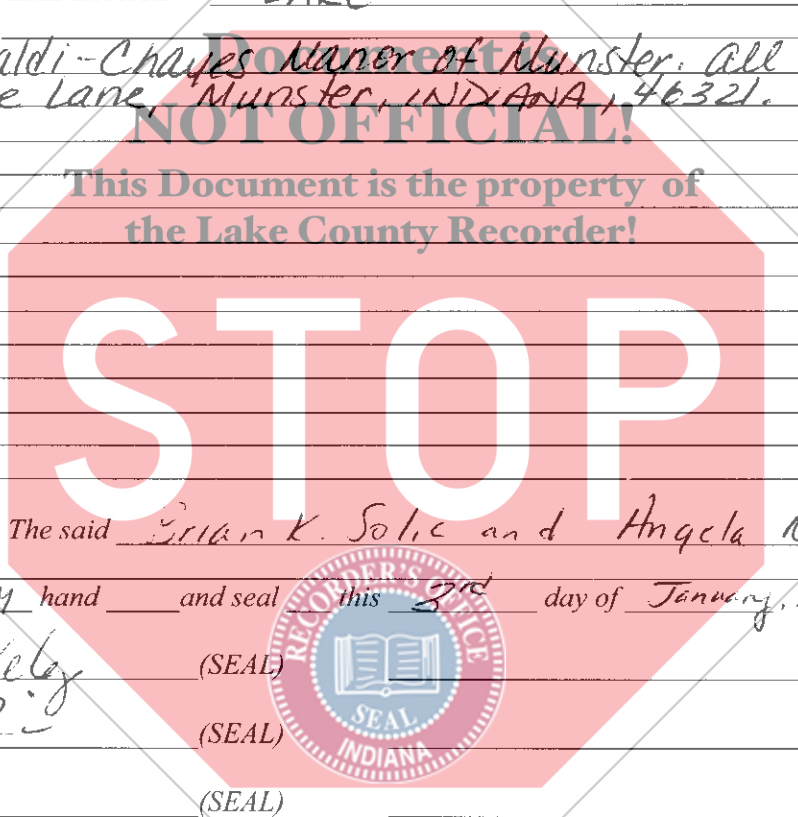 LAKE
aldi-Chayes Manor of Munster. All
Document is
e Lane, Munster, INDIANA, 46321.
NOT OFFICIAL!
This Document is the property of
the Lake County Recorder!
STOP
The said Brian K. Solic and Angela
hand and seal this 2nd day of January,
RECORDER'S OFFICE
(SEAL)
SEAL
(SEAL)
INDIANA
(SEAL)